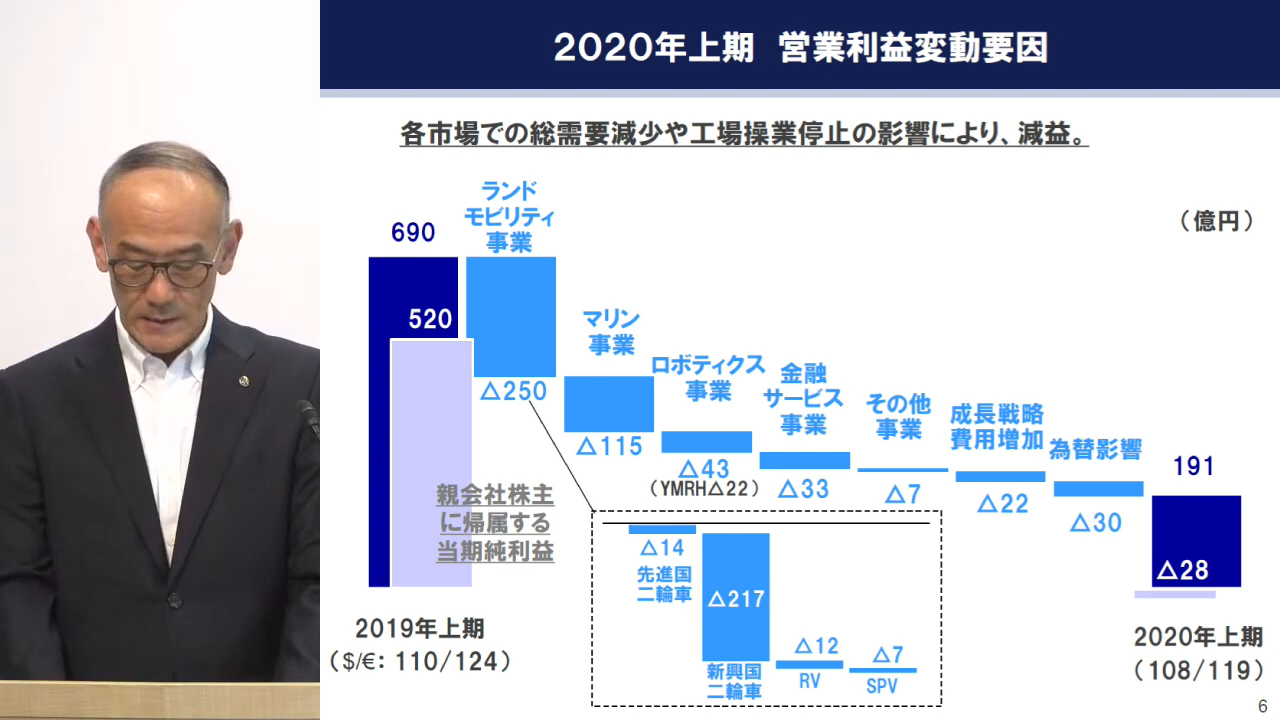 2020年上期 営業利益変動要因
各市場での総需要減少や工場操業停止の影響により、減益。
（億円）
690
520
ランド
モビリティ
事業
△250
マリン
事業
△115
ロボティクス
事業
△43
（YMRH△22）
金融
サービス
事業
△33
その他
事業
△7
成長戦略
費用増加
△22
為替影響
△30
191
△28
親会社株主
に帰属する
当期純利益
△14
先進国
二輪車
△217
新興国
二輪車
△12
RV
△7
SPV
2019年上期
（$/€：110/124）
2020年上期
（108/119）
6